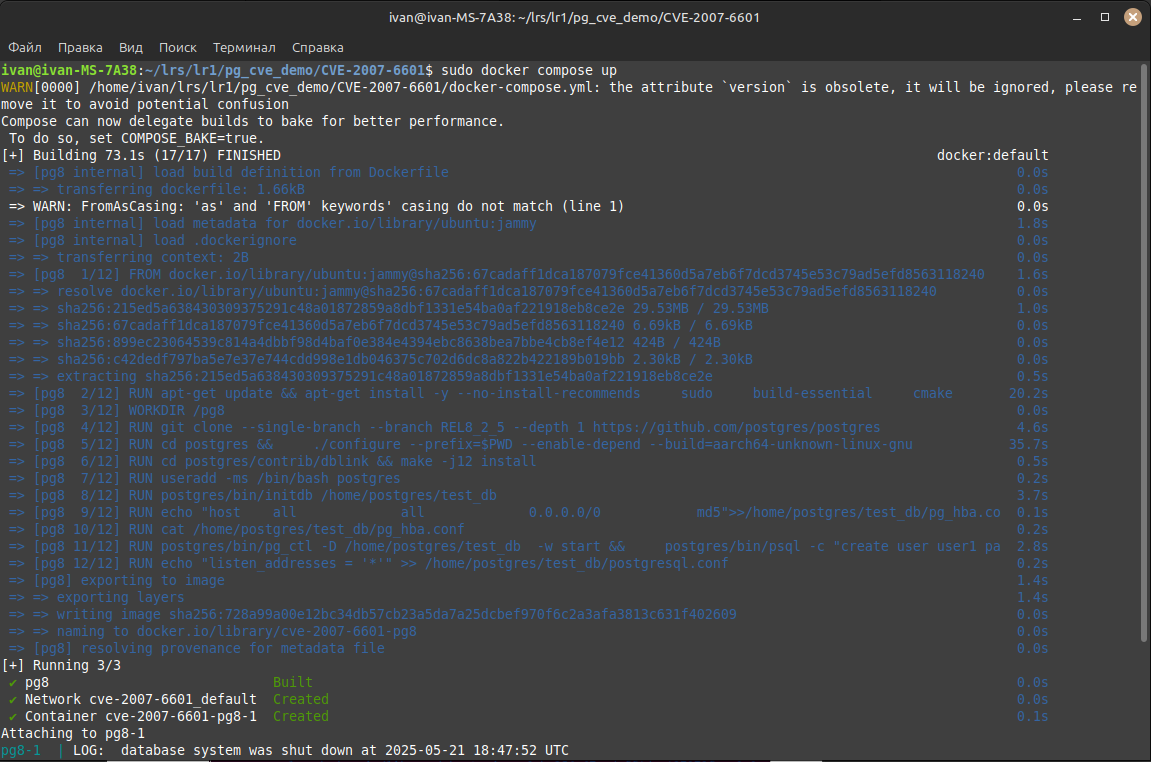 ivan@ivan-MS-7A38: ~/lrs/lr1/pg_cve_demo/CVE-2007-6601
Файл Правка Вид Поиск Терминал Справка
ivan@ivan-MS-7A38:~/lrs/lr1/pg_cve_demo/CVE-2007-6601$ sudo docker compose up
WARN[0000] /home/ivan/lrs/lr1/pg_cve_demo/CVE-2007-6601/docker-compose.yml: the attribute `version` is obsolete, it will be ignored, please re
move it to avoid potential confusion
Compose can now delegate builds to bake for better performance.
 To do so, set COMPOSE_BAKE=true.
[+] Building 73.1s (17/17) FINISHED docker:default
 => [pg8 internal] load build definition from Dockerfile 0.0s
 => => transferring dockerfile: 1.66kB 0.0s
 => WARN: FromAsCasing: 'as' and 'FROM' keywords' casing do not match (line 1) 0.0s
 => [pg8 internal] load metadata for docker.io/library/ubuntu:jammy 1.8s
 => [pg8 internal] load .dockerignore 0.0s
 => => transferring context: 2B 0.0s
 => [pg8  1/12] FROM docker.io/library/ubuntu:jammy@sha256:67cadaff1dca187079fce41360d5a7eb6f7dcd3745e53c79ad5efd8563118240 1.6s
 => => resolve docker.io/library/ubuntu:jammy@sha256:67cadaff1dca187079fce41360d5a7eb6f7dcd3745e53c79ad5efd8563118240 0.0s
 => => sha256:215ed5a638430309375291c48a01872859a8dbf1331e54ba0af221918eb8ce2e 29.53MB / 29.53MB 1.0s
 => => sha256:67cadaff1dca187079fce41360d5a7eb6f7dcd3745e53c79ad5efd8563118240 6.69kB / 6.69kB 0.0s
 => => sha256:899ec23064539c814a4dbbf98d4baf0e384e4394ebc8638bea7bbe4cb8ef4e12 424B / 424B 0.0s
 => => sha256:c42dedf797ba5e7e37e744cdd998e1db046375c702d6dc8a822b422189b019bb 2.30kB / 2.30kB 0.0s
 => => extracting sha256:215ed5a638430309375291c48a01872859a8dbf1331e54ba0af221918eb8ce2e 0.5s
 => [pg8  2/12] RUN apt-get update && apt-get install -y --no-install-recommends     sudo     build-essential     cmake 20.2s
 => [pg8  3/12] WORKDIR /pg8 0.0s
 => [pg8  4/12] RUN git clone --single-branch --branch REL8_2_5 --depth 1 https://github.com/postgres/postgres 4.6s
 => [pg8  5/12] RUN cd postgres &&     ./configure --prefix=$PWD --enable-depend --build=aarch64-unknown-linux-gnu 35.7s
 => [pg8  6/12] RUN cd postgres/contrib/dblink && make -j12 install 0.5s
 => [pg8  7/12] RUN useradd -ms /bin/bash postgres 0.2s
 => [pg8  8/12] RUN postgres/bin/initdb /home/postgres/test_db 3.7s
 => [pg8  9/12] RUN echo "host    all             all             0.0.0.0/0            md5">>/home/postgres/test_db/pg_hba.co 0.1s
 => [pg8 10/12] RUN cat /home/postgres/test_db/pg_hba.conf 0.2s
 => [pg8 11/12] RUN postgres/bin/pg_ctl -D /home/postgres/test_db  -w start &&     postgres/bin/psql -c "create user user1 pa 2.8s
 => [pg8 12/12] RUN echo "listen_addresses = '*'" >> /home/postgres/test_db/postgresql.conf 0.2s
 => [pg8] exporting to image 1.4s
 => => exporting layers 1.4s
 => => writing image sha256:728a99a00e12bc34db57cb23a5da7a25dcbef970f6c2a3afa3813c631f402609 0.0s
 => => naming to docker.io/library/cve-2007-6601-pg8 0.0s
 => [pg8] resolving provenance for metadata file 0.0s
[+] Running 3/3
 ✔ pg8 Built 0.0s
 ✔ Network cve-2007-6601_default Created 0.0s
 ✔ Container cve-2007-6601-pg8-1 Created 0.1s
Attaching to pg8-1
pg8-1  | LOG:  database system was shut down at 2025-05-21 18:47:52 UTC